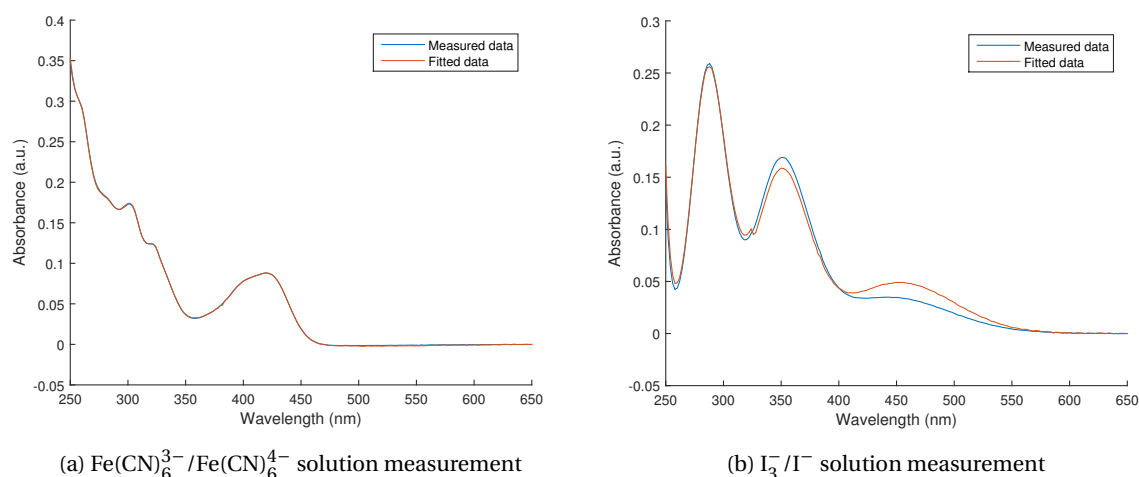 0.4
0.35
0.3
0.25
0.2
0.15
0.1
0.05
0
-0.05
Absorbance (a.u.)
250 300 350 400 450 500 550 600 650
Wavelength (nm)
Measured data
Fitted data
(a) Fe(CN)₆³⁻/Fe(CN)₆⁴⁻ solution measurement
0.3
0.25
0.2
0.15
0.1
0.05
0
-0.05
Absorbance (a.u.)
250 300 350 400 450 500 550 600 650
Wavelength (nm)
Measured data
Fitted data
(b) I₃⁻/I⁻ solution measurement